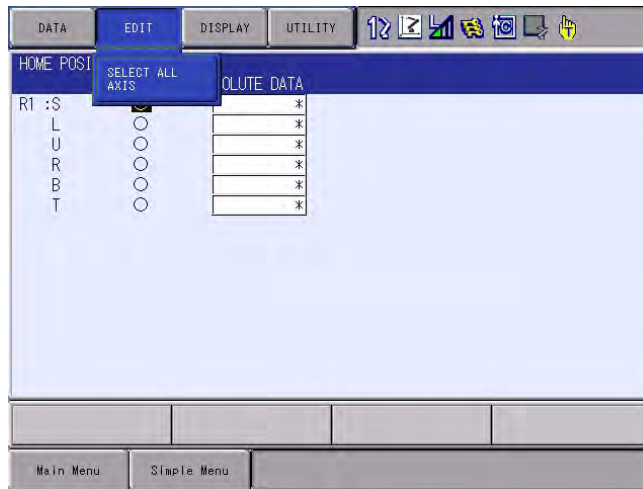 DATA EDIT DISPLAY UTILITY
HOME POSI
SELECT ALL
AXIS
OLUTE DATA
R1 :S *
L *
U *
R *
B *
T *
Main Menu Simple Menu